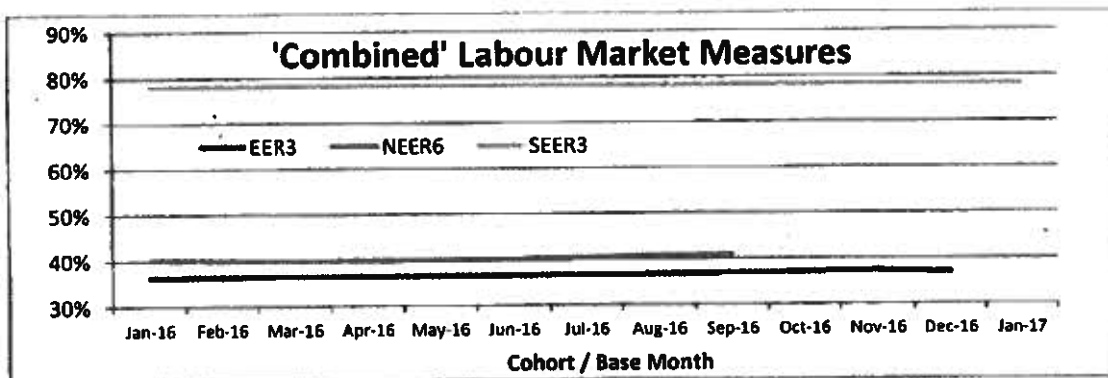 'Combined' Labour Market Measures
90%
80%
70%
60%
50%
40%
30%
EER3 NEER6 SEER3
Jan-16 Feb-16 Mar-16 Apr-16 May-16 Jun-16 Jul-16 Aug-16 Sep-16 Oct-16 Nov-16 Dec-16 Jan-17
Cohort / Base Month